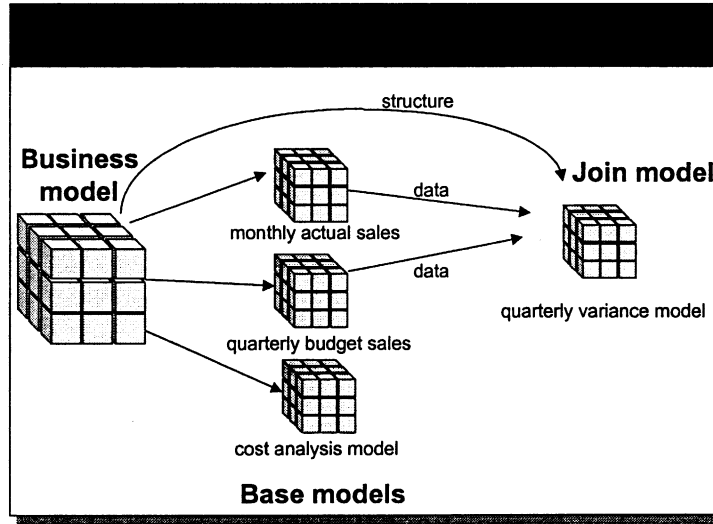 structure
Business
model
Join model
data
monthly actual sales
data
quarterly variance model
quarterly budget sales
cost analysis model
Base models